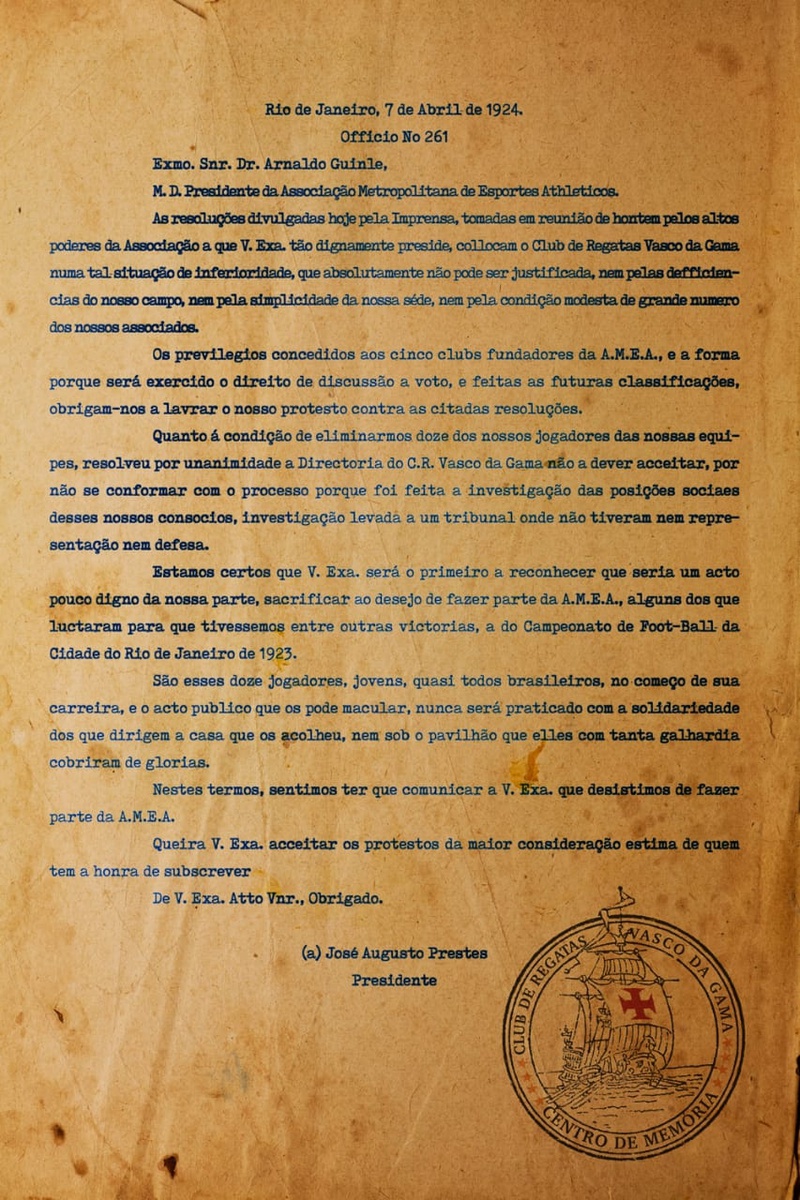 Rio de Janeiro, 7 de Abril de 1924.
Officio No 261
Exmo. Snr. Dr. Arnaldo Guinle,
M. D. Presidente da Associação Metropolitana de Esportes Athleticos.
As resoluções divulgadas hoje pela Imprensa, tomadas em reunião de hontem pelos altos
poderes da Associação a que V. Exa. tão dignamente preside, collocam o Club de Regatas Vasco da Gama
numa tal situação de inferioridade, que absolutamente não pode ser justificada, nem pelas defficien-
cias do nosso campo, nem pela simplicidade da nossa séde, nem pela condição modesta de grande numero
dos nossos associados.
Os previlegios concedidos aos cinco clubs fundadores da A.M.E.A., e a forma
porque será exercido o direito de discussão a voto, e feitas as futuras classificações,
obrigam-nos a lavrar o nosso protesto contra as citadas resoluções.
Quanto á condição de eliminarmos doze dos nossos jogadores das nossas equi-
pes, resolveu por unanimidade a Directoria do C.R. Vasco da Gama não a dever acceitar, por
não se conformar com o processo porque foi feita a investigação das posições sociaes
desses nossos consocios, investigação levada a um tribunal onde não tiveram nem repre-
sentação nem defesa.
Estamos certos que V. Exa. será o primeiro a reconhecer que seria um acto
pouco digno da nossa parte, sacrificar ao desejo de fazer parte da A.M.E.A., alguns dos que
luctaram para que tivessemos entre outras victorias, a do Campeonato de Foot-Ball da
Cidade do Rio de Janeiro de 1923.
São esses doze jogadores, jovens, quasi todos brasileiros, no começo de sua
carreira, e o acto publico que os pode macular, nunca será praticado com a solidariedade
dos que dirigem a casa que os acolheu, nem sob o pavilhão que elles com tanta galhardia
cobriram de glorias.
Nestes termos, sentimos ter que comunicar a V. Exa. que desistimos de fazer
parte da A.M.E.A.
Queira V. Exa. acceitar os protestos da maior consideração estima de quem
tem a honra de subscrever
De V. Exa. Atto Vnr., Obrigado.
(a) José Augusto Prestes
Presidente
CLUB DE REGATAS VASCO DA GAMA
CENTRO DE MEMÓRIA